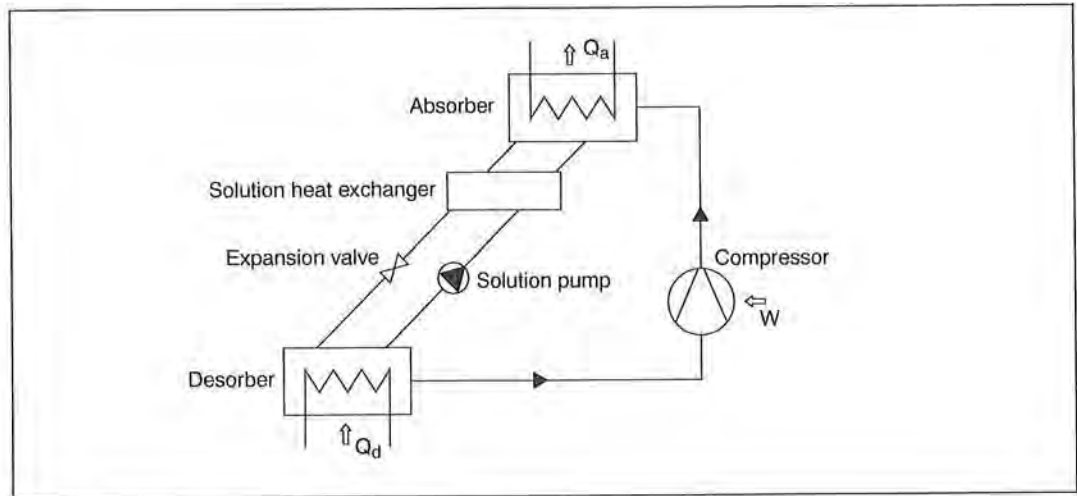 Qa
Absorber
Solution heat exchanger
Expansion valve
Compressor
Solution pump
W
Desorber
Qd